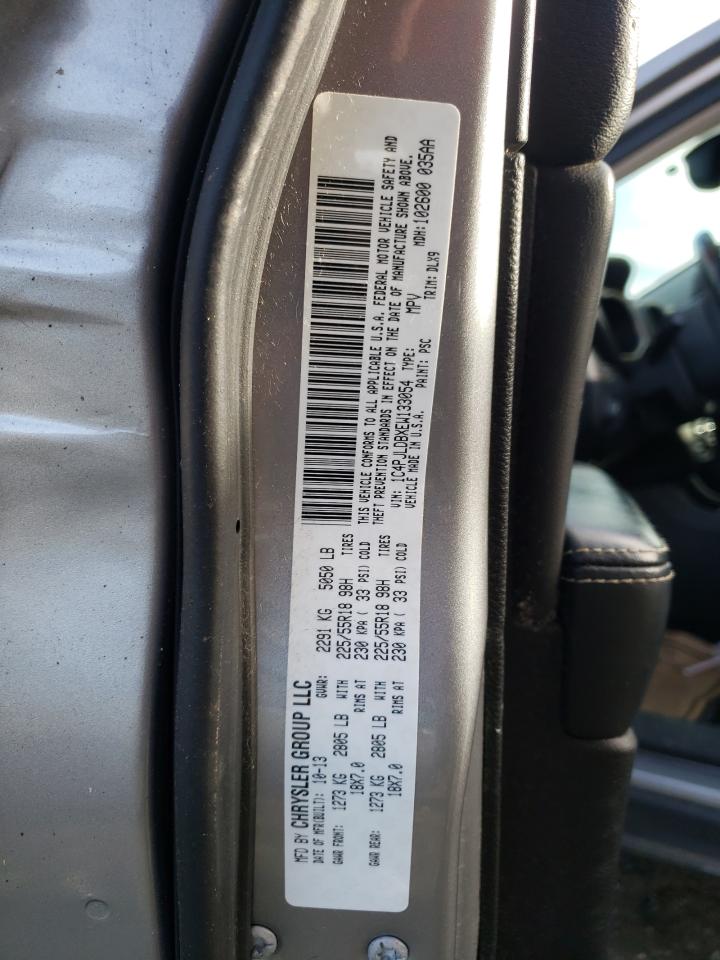 MFD BY CHRYSLER GROUP LLC
DATE OF MFR(BUILT): 10-13 GVWR: 2291 KG 5050 LB
GAWR FRONT: 1273 KG 2805 LB WITH 225/55R18 98H TIRES
18X7.0 RIMS AT 230 KPA ( 33 PSI) COLD
GAWR REAR: 1273 KG 2805 LB WITH 225/55R18 98H TIRES
18X7.0 RIMS AT 230 KPA ( 33 PSI) COLD
THIS VEHICLE CONFORMS TO ALL APPLICABLE U.S.A. FEDERAL MOTOR VEHICLE SAFETY AND
THEFT PREVENTION STANDARDS IN EFFECT ON THE DATE OF MANUFACTURE SHOWN ABOVE.
VIN: 1C4PJLDBXEW133054 TYPE: MPV MDH:102600 035AA
VEHICLE MADE IN U.S.A. PAINT: PSC TRIM: DLX9